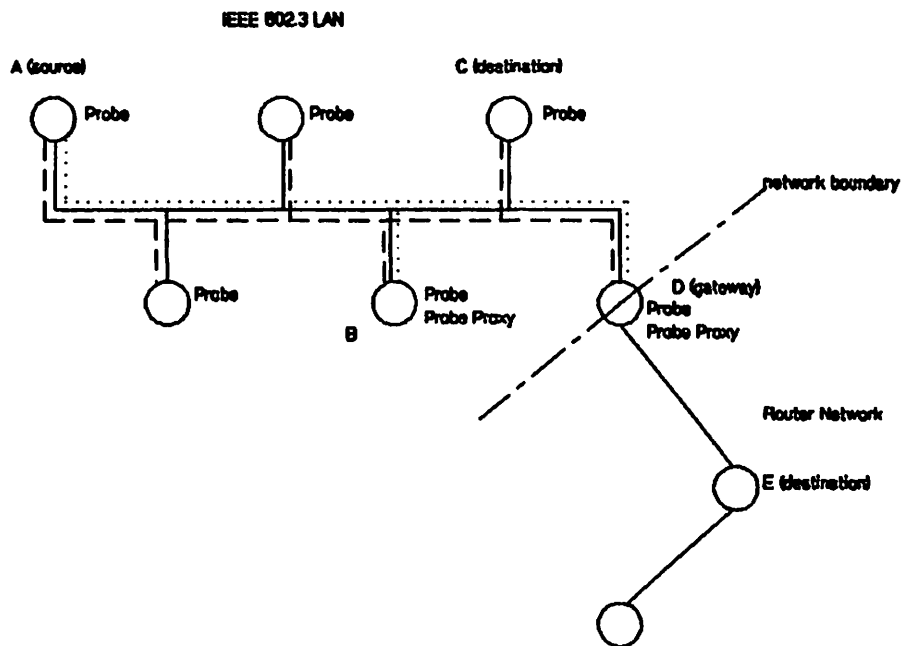 IEEE 802.3 LAN
A (source)
C (destination)
Probe
Probe
Probe
network boundary
Probe
Probe
Probe Proxy
B
D (gateway)
Probe
Probe Proxy
Router Network
E (destination)